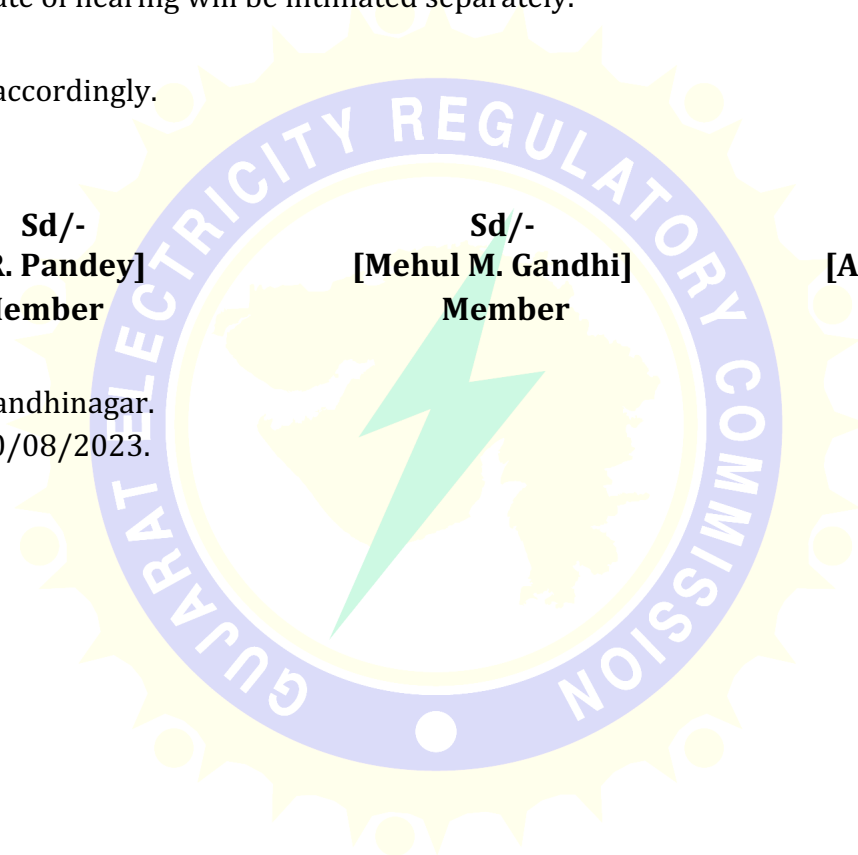 of hearing will be intimated separately.
accordingly.
Sd/- Sd/-
R. Pandey] [Mehul M. Gandhi] [A
Member Member
andhinagar.
0/08/2023.
GUJARAT ELECTRICITY REGULATORY COMMISSION